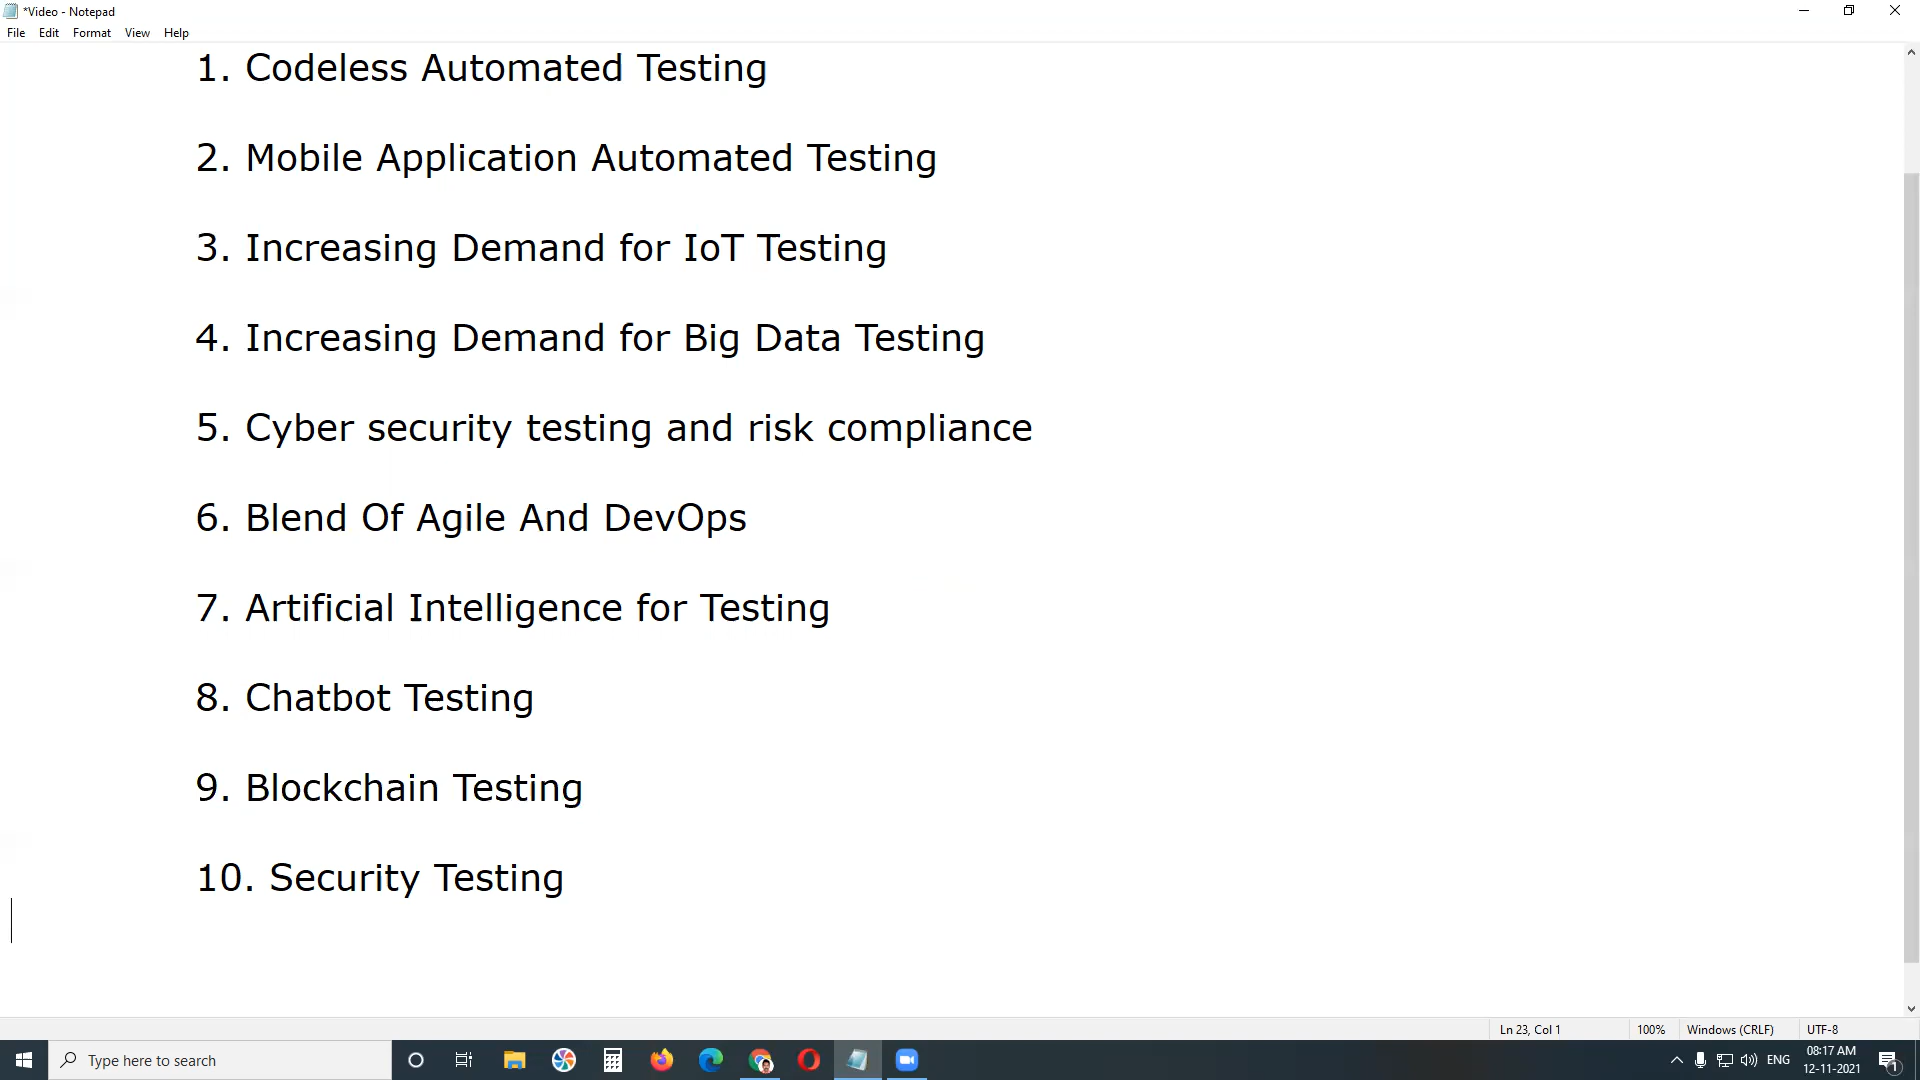 *Video - Notepad
File Edit Format View Help
1. Codeless Automated Testing
2. Mobile Application Automated Testing
3. Increasing Demand for IoT Testing
4. Increasing Demand for Big Data Testing
5. Cyber security testing and risk compliance
6. Blend Of Agile And DevOps
7. Artificial Intelligence for Testing
8. Chatbot Testing
9. Blockchain Testing
10. Security Testing
Ln 23, Col 1 100% Windows (CRLF) UTF-8
Type here to search
ENG
08:17 AM
12-11-2021
1